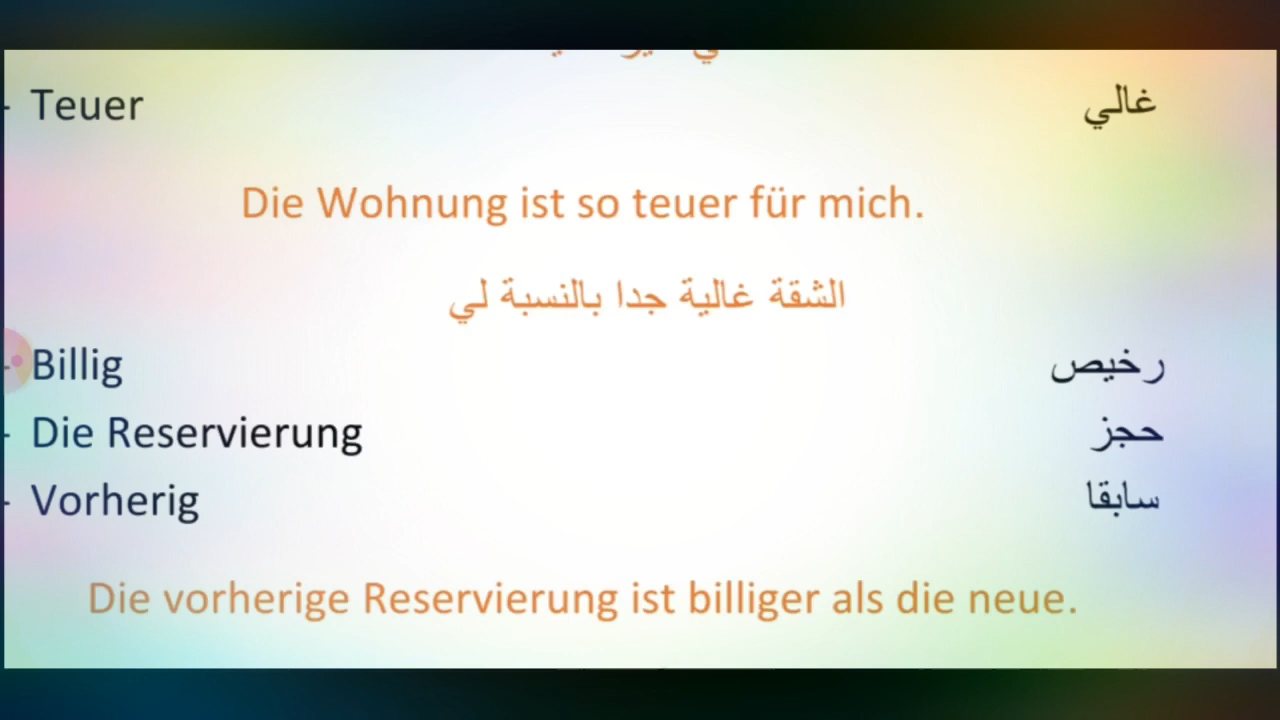 - Teuer غالي
Die Wohnung ist so teuer für mich.
الشقة غالية جدا بالنسبة لي
- Billig رخيص
- Die Reservierung حجز
- Vorherig سابقا
Die vorherige Reservierung ist billiger als die neue.